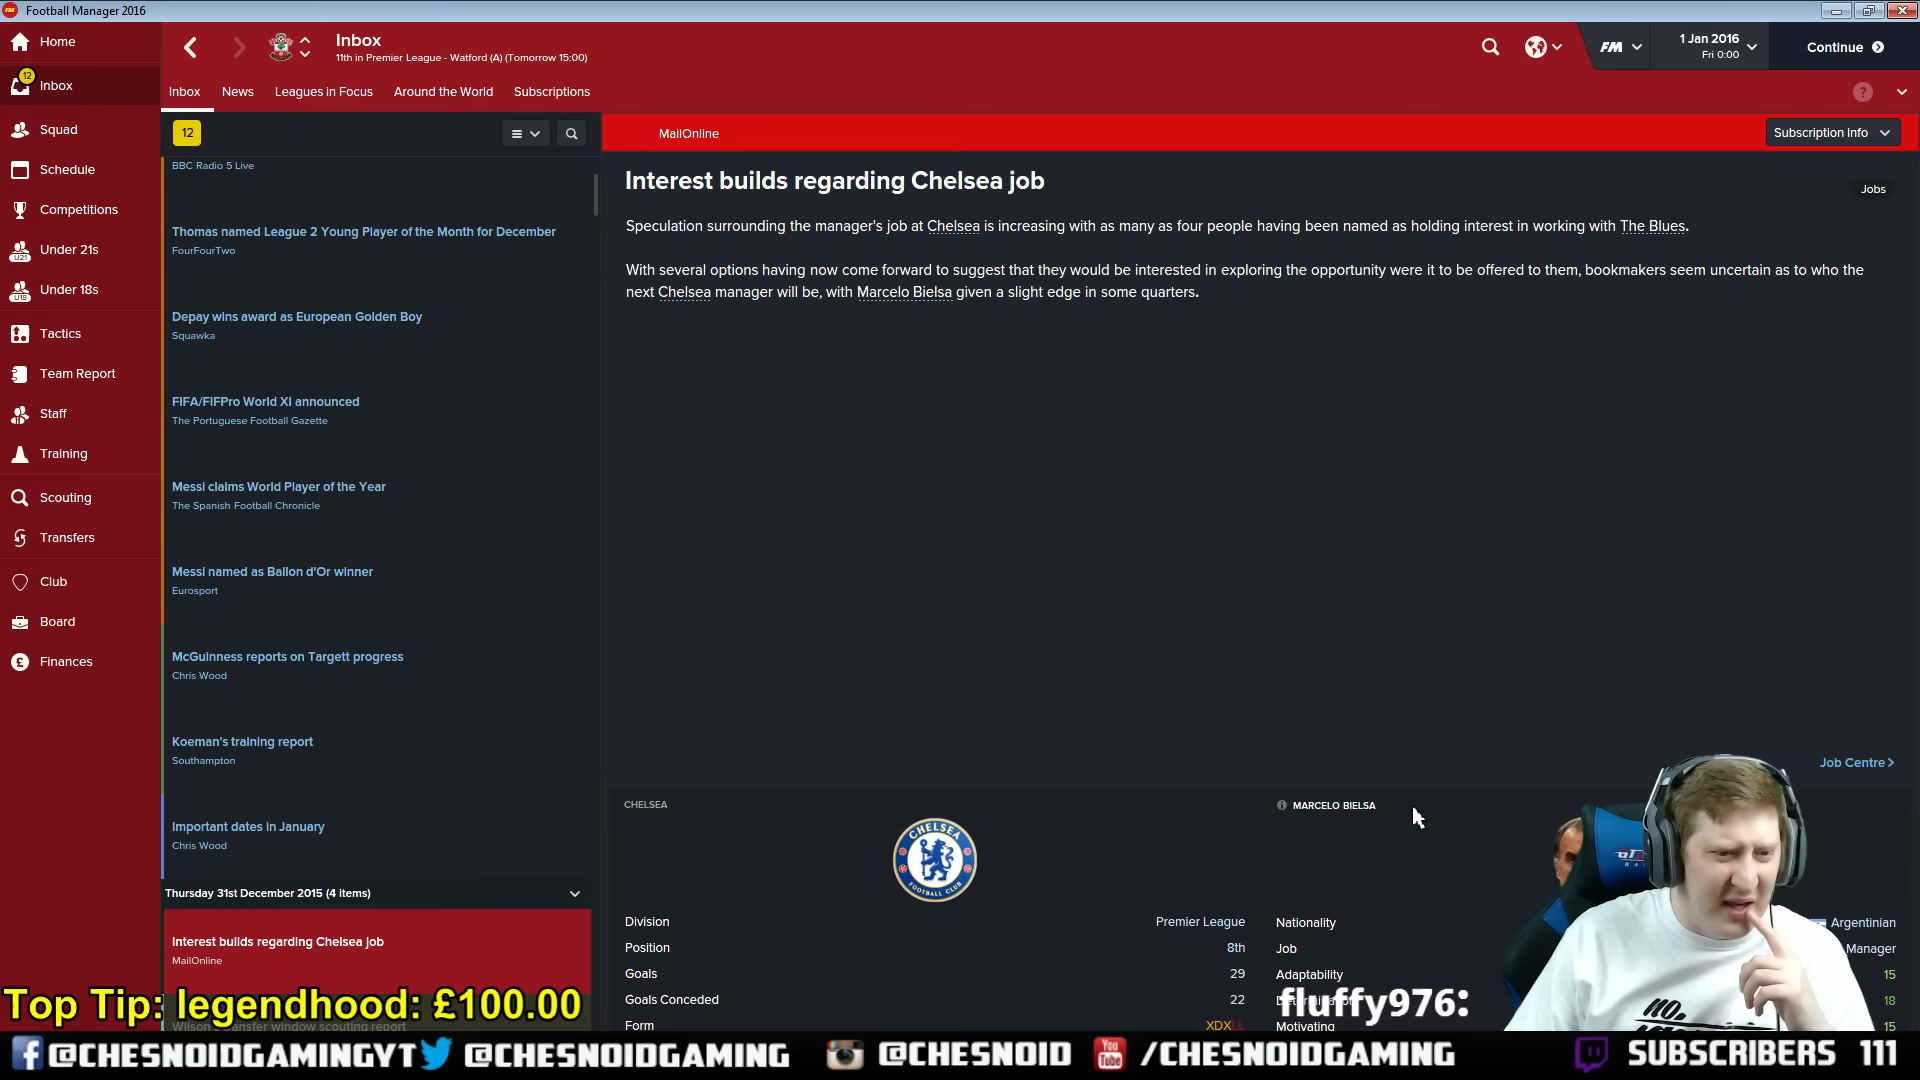 Football Manager 2016
Home
12
Inbox
Squad
Schedule
Competitions
U21
Under 21s
U18
Under 18s
Tactics
Team Report
Staff
Training
Scouting
Transfers
Club
Board
Finances
Inbox
11th in Premier League - Watford (A) (Tomorrow 15:00)
FM
1 Jan 2016
Fri 0:00
Continue
Inbox News Leagues in Focus Around the World Subscriptions
12
BBC Radio 5 Live
Thomas named League 2 Young Player of the Month for December
FourFourTwo
Depay wins award as European Golden Boy
Squawka
FIFA/FIFPro World XI announced
The Portuguese Football Gazette
Messi claims World Player of the Year
The Spanish Football Chronicle
Messi named as Ballon d'Or winner
Eurosport
McGuinness reports on Targett progress
Chris Wood
Koeman's training report
Southampton
Important dates in January
Chris Wood
Thursday 31st December 2015 (4 items)
Interest builds regarding Chelsea job
MailOnline
MailOnline
Subscription Info
Interest builds regarding Chelsea job
Jobs
Speculation surrounding the manager's job at Chelsea is increasing with as many as four people having been named as holding interest in working with The Blues.
With several options having now come forward to suggest that they would be interested in exploring the opportunity were it to be offered to them, bookmakers seem uncertain as to who the
next Chelsea manager will be, with Marcelo Bielsa given a slight edge in some quarters.
Job Centre
CHELSEA
CHELSEA
FOOTBALL CLUB
Division Premier League
Position 8th
Goals 29
Goals Conceded 22
Form XDXLL
MARCELO BIELSA
Nationality Argentinian
Job Manager
Adaptability 15
18
Motivating 15
fluffy976:
NO,
Top Tip: legendhood: £100.00
@CHESNOIDGAMINGYT @CHESNOIDGAMING @CHESNOID You Tube /CHESNOIDGAMING SUBSCRIBERS 111